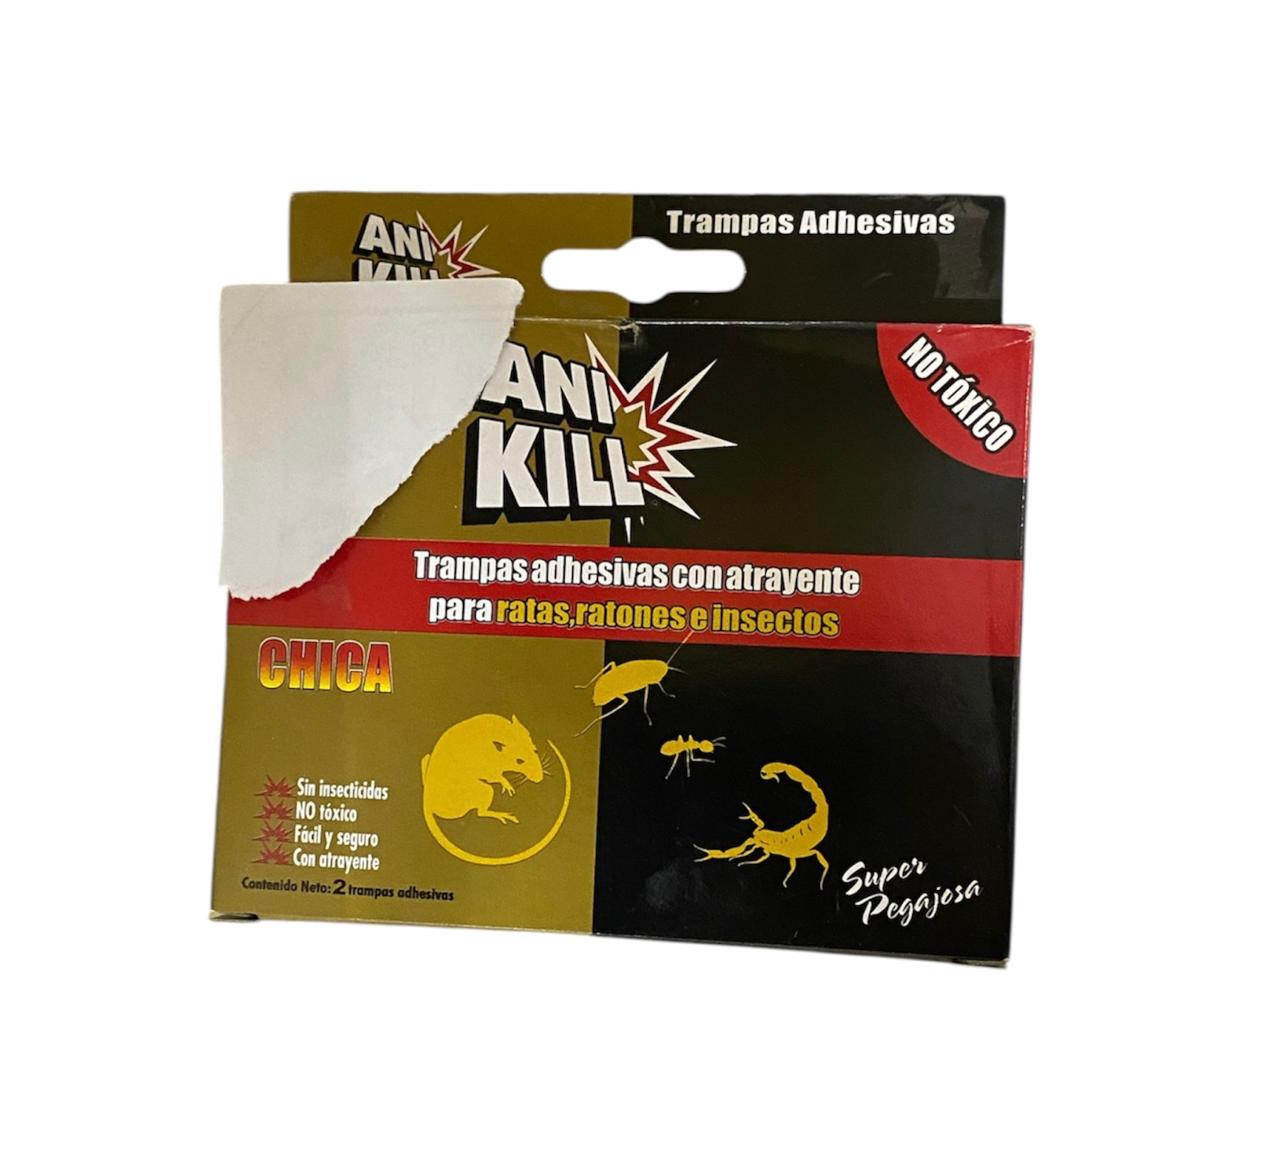 Trampas Adhesivas
ANI
KILL
NO TÓXICO
ANI
KILL
Trampas adhesivas con atrayente
para ratas,ratones e insectos
CHICA
Sin insecticidas
NO tóxico
Fácil y seguro
Con atrayente
Contenido Neto: 2 trampas adhesivas
Super
Pegajosa